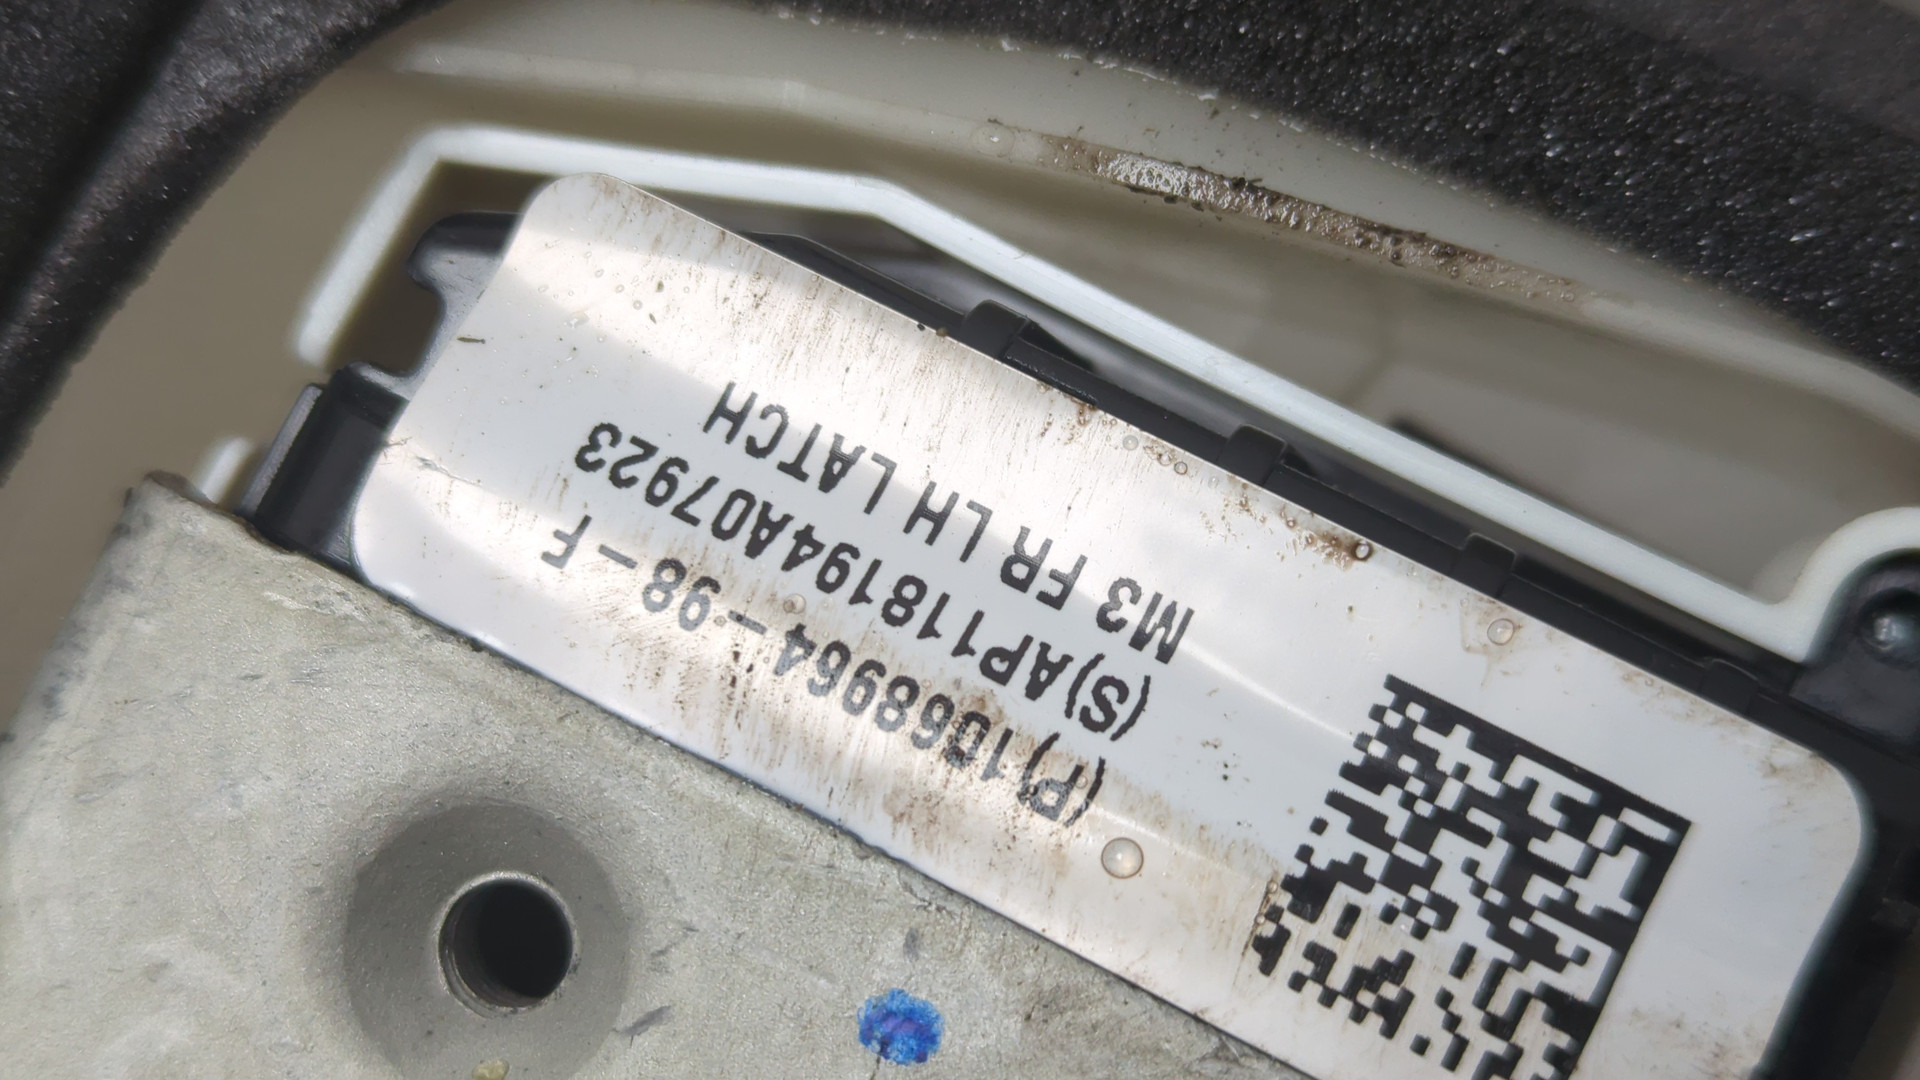 (P)1068964-98-F
(S)AP118194A07923
M3 FR LH LATCH